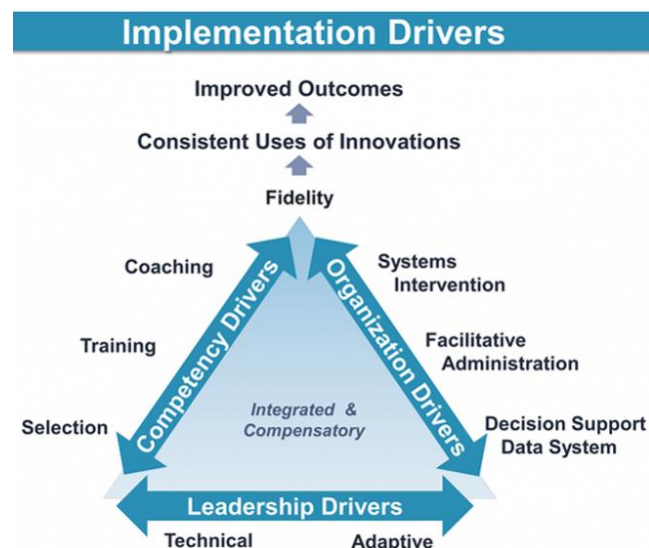 Implementation Drivers
Improved Outcomes
Consistent Uses of Innovations
Fidelity
Coaching
Training
Selection
Competency Drivers
Organization Drivers
Systems
Intervention
Facilitative
Administration
Decision Support
Data System
Integrated &
Compensatory
Leadership Drivers
Technical
Adaptive